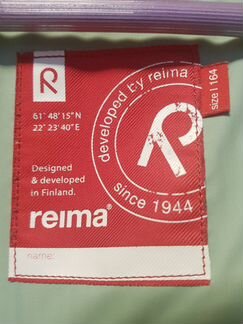 R
61° 48' 15"N
22° 23' 40"E
developed by reima
R
since 1944
size | 164
Designed
& developed
in Finland.
reima®
name: